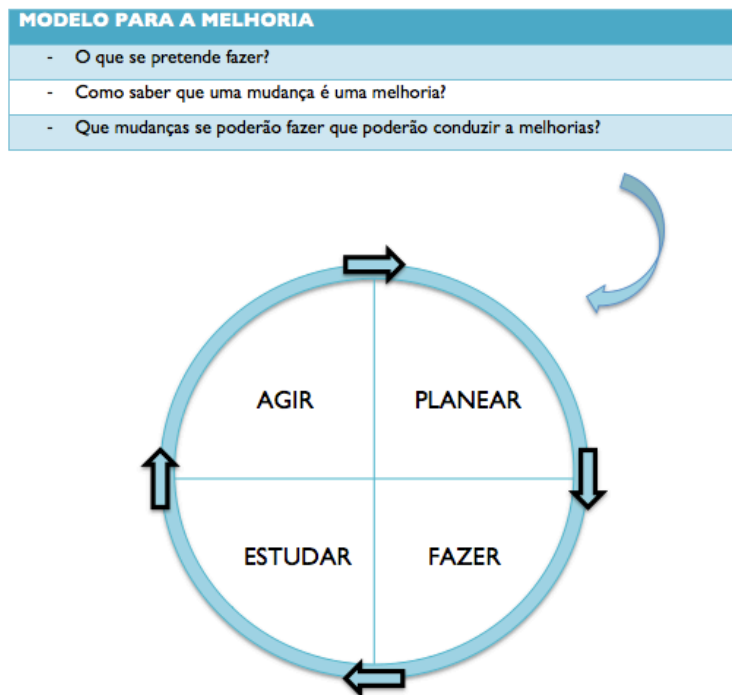 MODELO PARA A MELHORIA
- O que se pretende fazer?
- Como saber que uma mudança é uma melhoria?
- Que mudanças se poderão fazer que poderão conduzir a melhorias?
AGIR
PLANEAR
ESTUDAR
FAZER